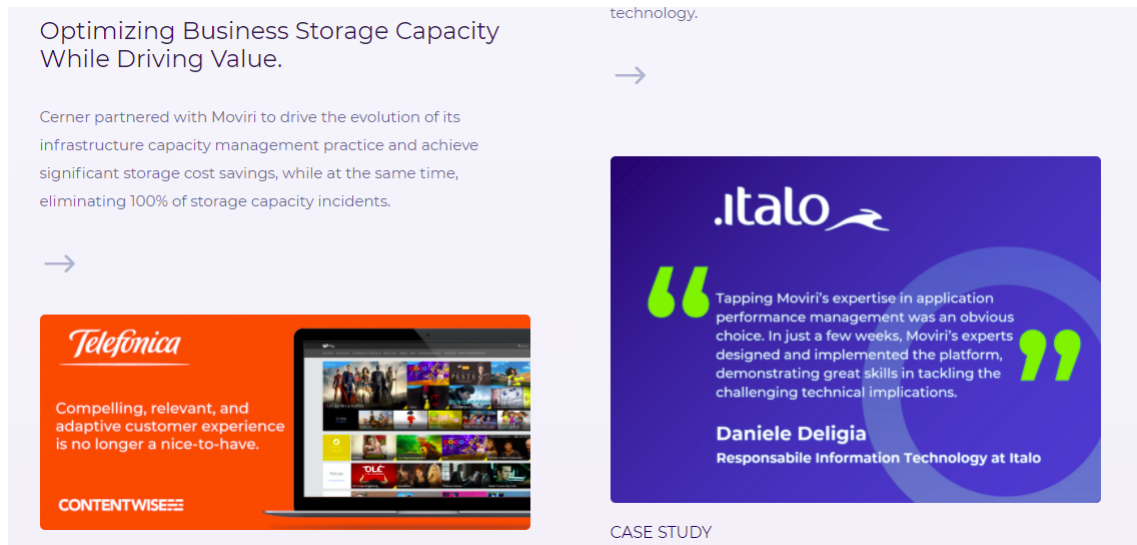 Optimizing Business Storage Capacity
While Driving Value.
Cerner partnered with Moviri to drive the evolution of its
infrastructure capacity management practice and achieve
significant storage cost savings, while at the same time,
eliminating 100% of storage capacity incidents.
→
Telefónica
Compelling, relevant, and
adaptive customer experience
is no longer a nice-to-have.
CONTENTWISE
technology.
→
.italo
“
Tapping Moviri’s expertise in application
performance management was an obvious
choice. In just a few weeks, Moviri’s experts
designed and implemented the platform,
demonstrating great skills in tackling the
challenging technical implications.
”
Daniele Deligia
Responsabile Information Technology at Italo
CASE STUDY